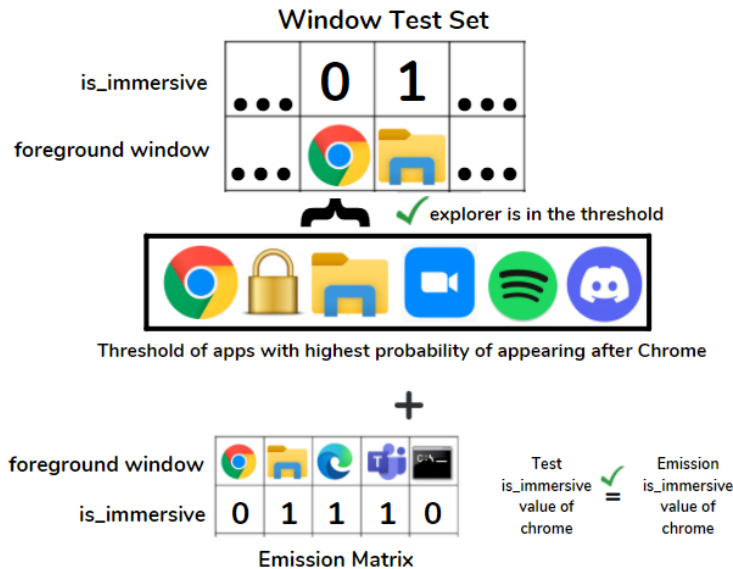 Window Test Set
is_immersive ... 0 1 ...
foreground window ... ...
explorer is in the threshold
Threshold of apps with highest probability of appearing after Chrome
+
foreground window
is_immersive 0 1 1 1 0
Emission Matrix
Test
is_immersive
value of
chrome
=
Emission
is_immersive
value of
chrome